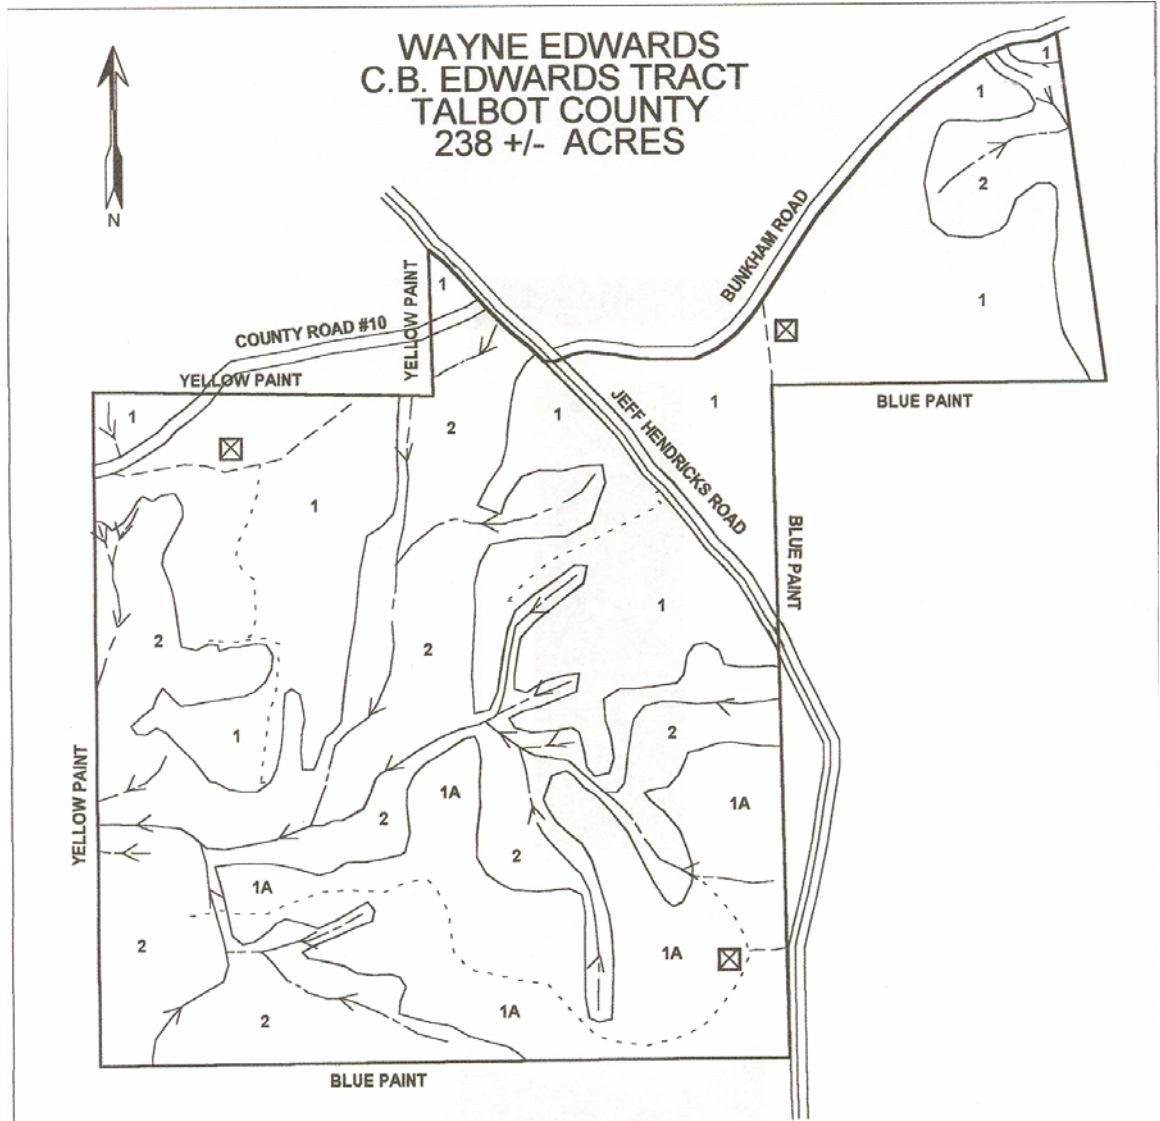 WAYNE EDWARDS
C.B. EDWARDS TRACT
TALBOT COUNTY
238 +/- ACRES
N
1
1
2
BUNKHAM ROAD
YELLOW PAINT
1
1
COUNTY ROAD #10
YELLOW PAINT
BLUE PAINT
1
2
1
1
JEFF HENDRICKS ROAD
1
BLUE PAINT
1
2
2
1
2
YELLOW PAINT
1A
1A
2
2
1A
2
1A
1A
2
BLUE PAINT